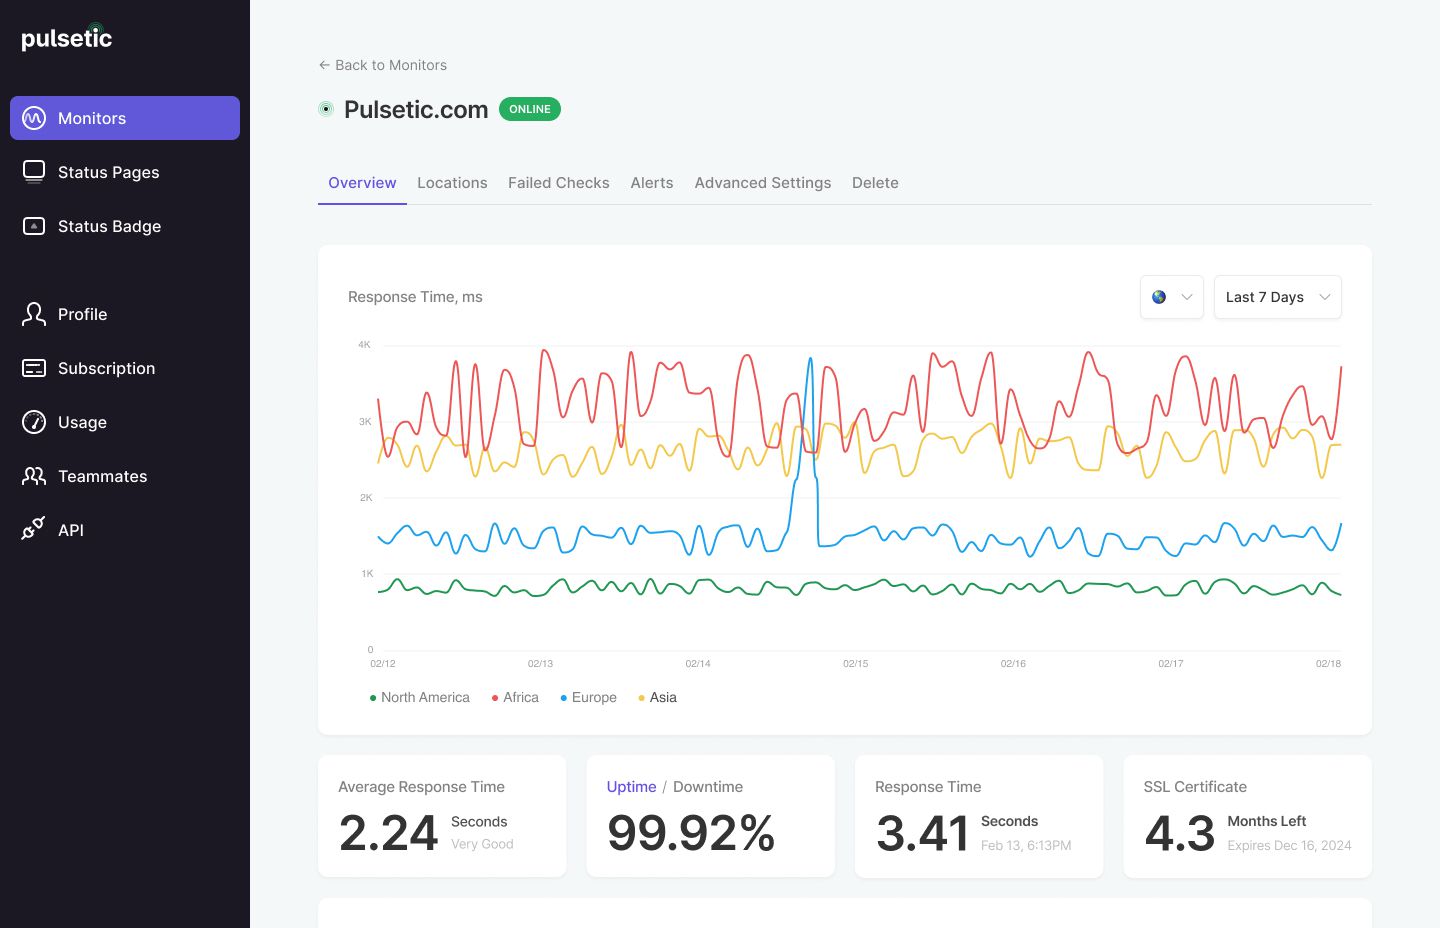 pulsetic
Monitors
Status Pages
Status Badge
Profile
Subscription
Usage
Teammates
API
← Back to Monitors
Pulsetic.com ONLINE
Overview Locations Failed Checks Alerts Advanced Settings Delete
Response Time, ms
Last 7 Days
4K
3K
2K
1K
0
02/12 02/13 02/14 02/15 02/16 02/17 02/18
North America Africa Europe Asia
Average Response Time
2.24 Seconds
Very Good
Uptime / Downtime
99.92%
Response Time
3.41 Seconds
Feb 13, 6:13PM
SSL Certificate
4.3 Months Left
Expires Dec 16, 2024